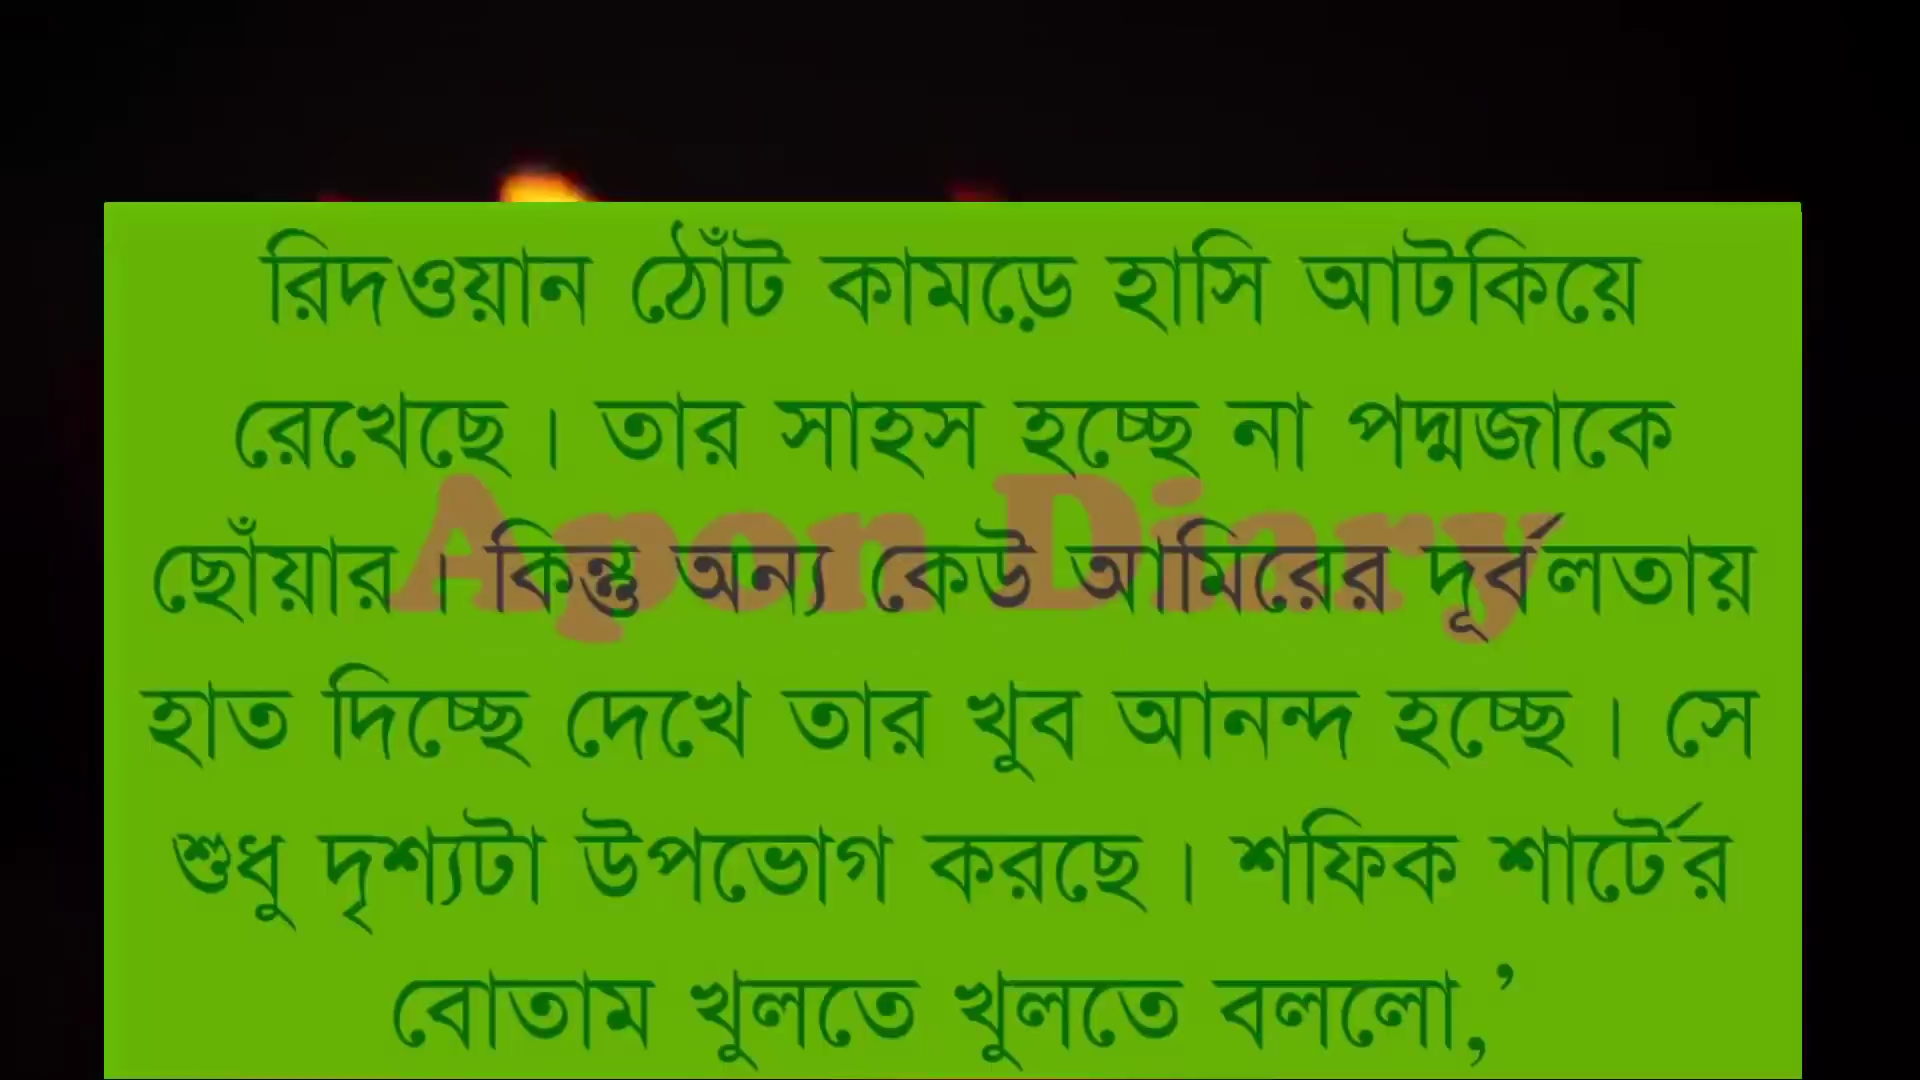 রিদওয়ান ঠোঁট কামড়ে হাসি আটকিয়ে
রেখেছে। তার সাহস হচ্ছে না পদ্মজাকে
Apon Diary
ছোঁয়ার। কিন্তু অন্য কেউ আমিরের দূর্বলতায়
হাত দিচ্ছে দেখে তার খুব আনন্দ হচ্ছে। সে
শুধু দৃশ্যটা উপভোগ করছে। শফিক শার্টের
বোতাম খুলতে খুলতে বললো,’